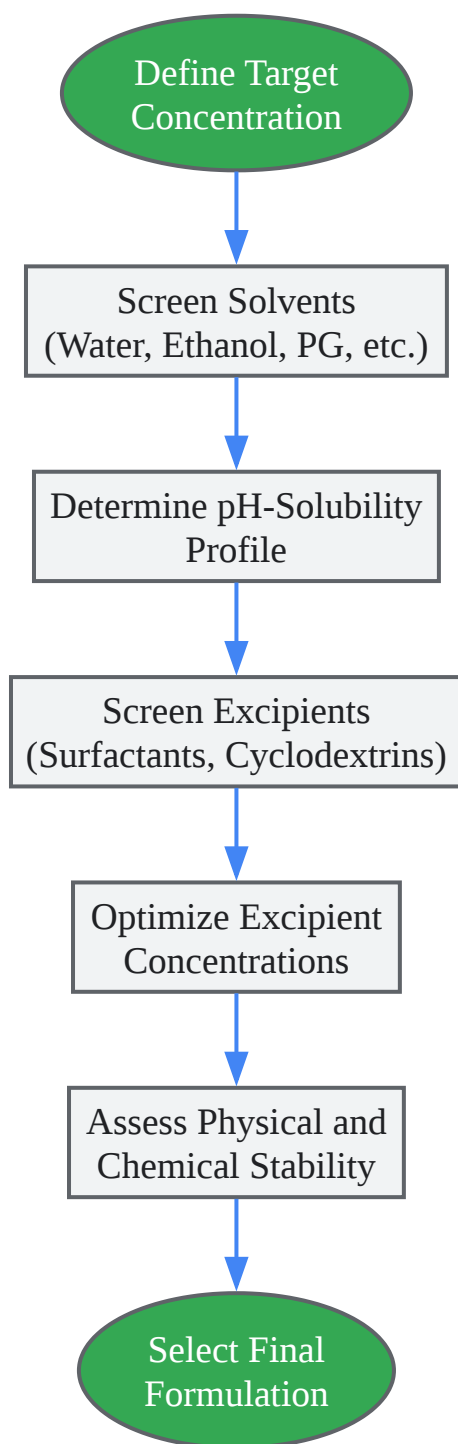 Define Target
Concentration
Screen Solvents
(Water, Ethanol, PG, etc.)
Determine pH-Solubility
Profile
Screen Excipients
(Surfactants, Cyclodextrins)
Optimize Excipient
Concentrations
Assess Physical and
Chemical Stability
Select Final
Formulation